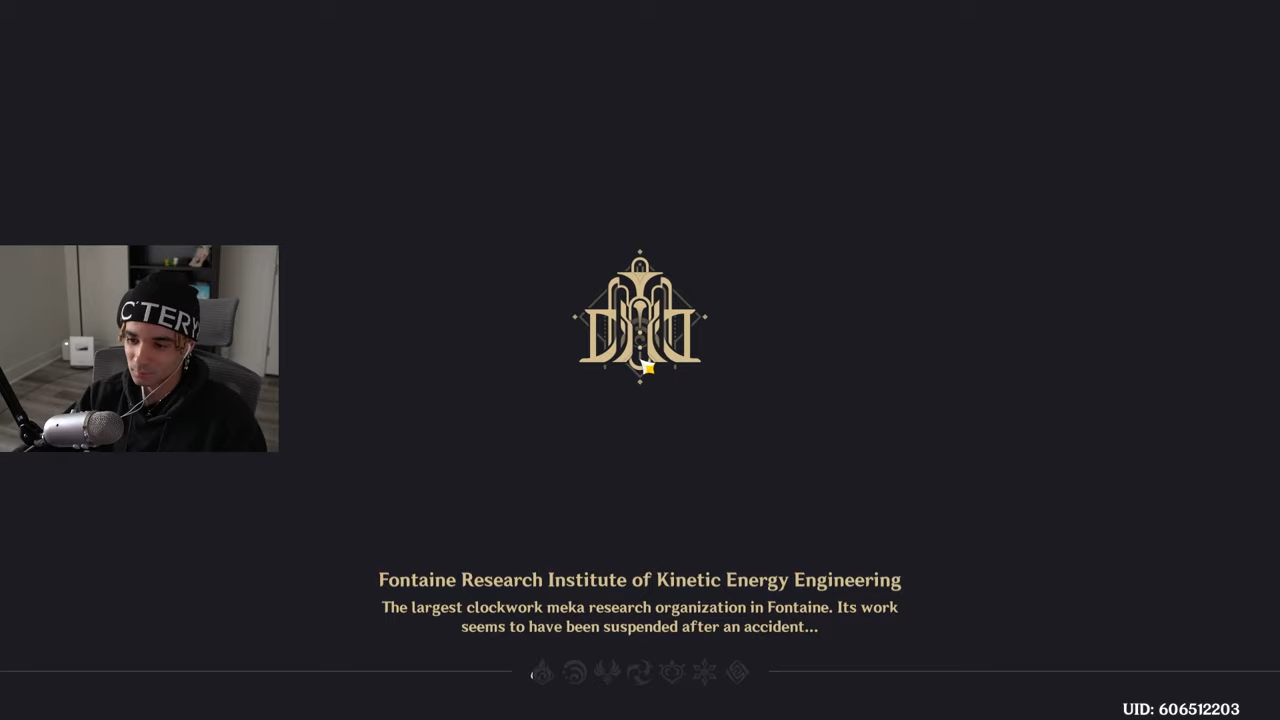 C'TERY
Fontaine Research Institute of Kinetic Energy Engineering
The largest clockwork meka research organization in Fontaine. Its work
seems to have been suspended after an accident...
UID: 606512203